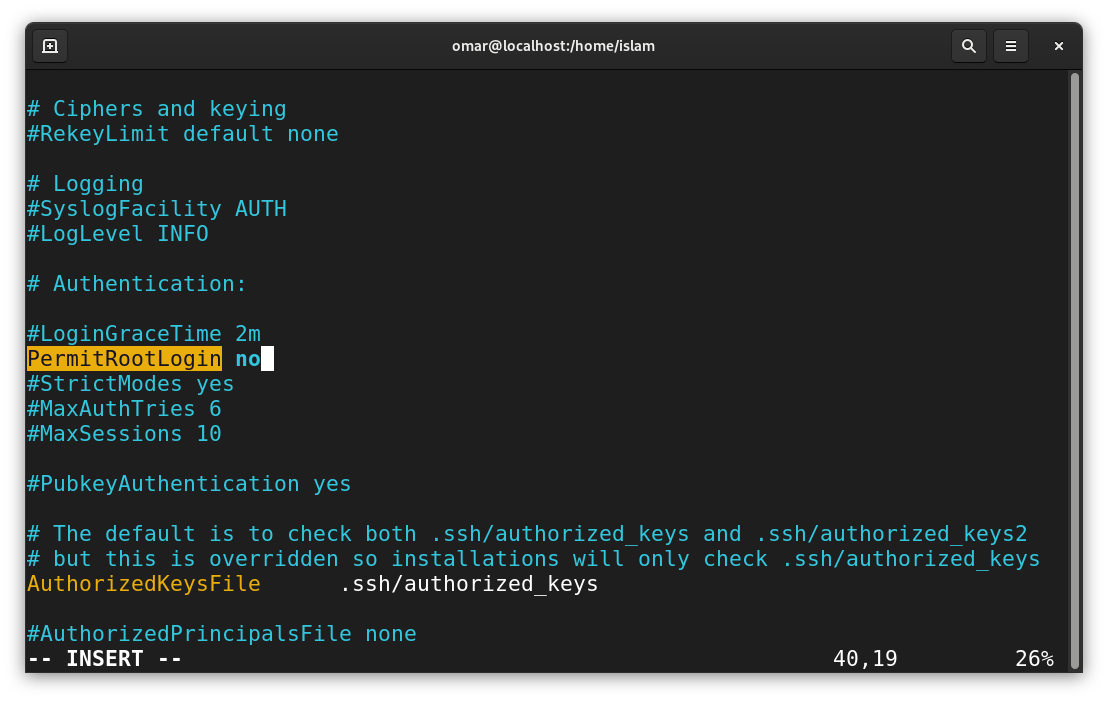 omar@localhost:/home/islam
# Ciphers and keying
#RekeyLimit default none
# Logging
#SyslogFacility AUTH
#LogLevel INFO
# Authentication:
#LoginGraceTime 2m
PermitRootLogin no
#StrictModes yes
#MaxAuthTries 6
#MaxSessions 10
#PubkeyAuthentication yes
# The default is to check both .ssh/authorized_keys and .ssh/authorized_keys2
# but this is overridden so installations will only check .ssh/authorized_keys
AuthorizedKeysFile      .ssh/authorized_keys
#AuthorizedPrincipalsFile none
-- INSERT --                                                  40,19         26%